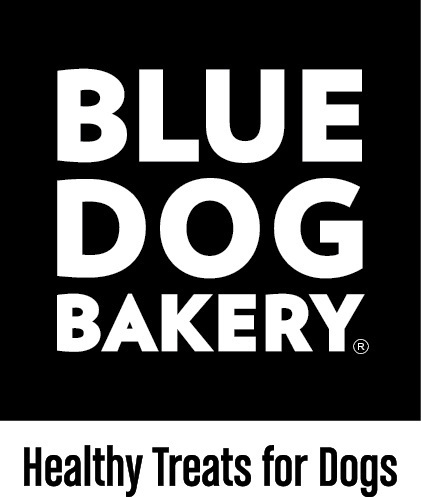 BLUE
DOG
BAKERY®
Healthy Treats for Dogs